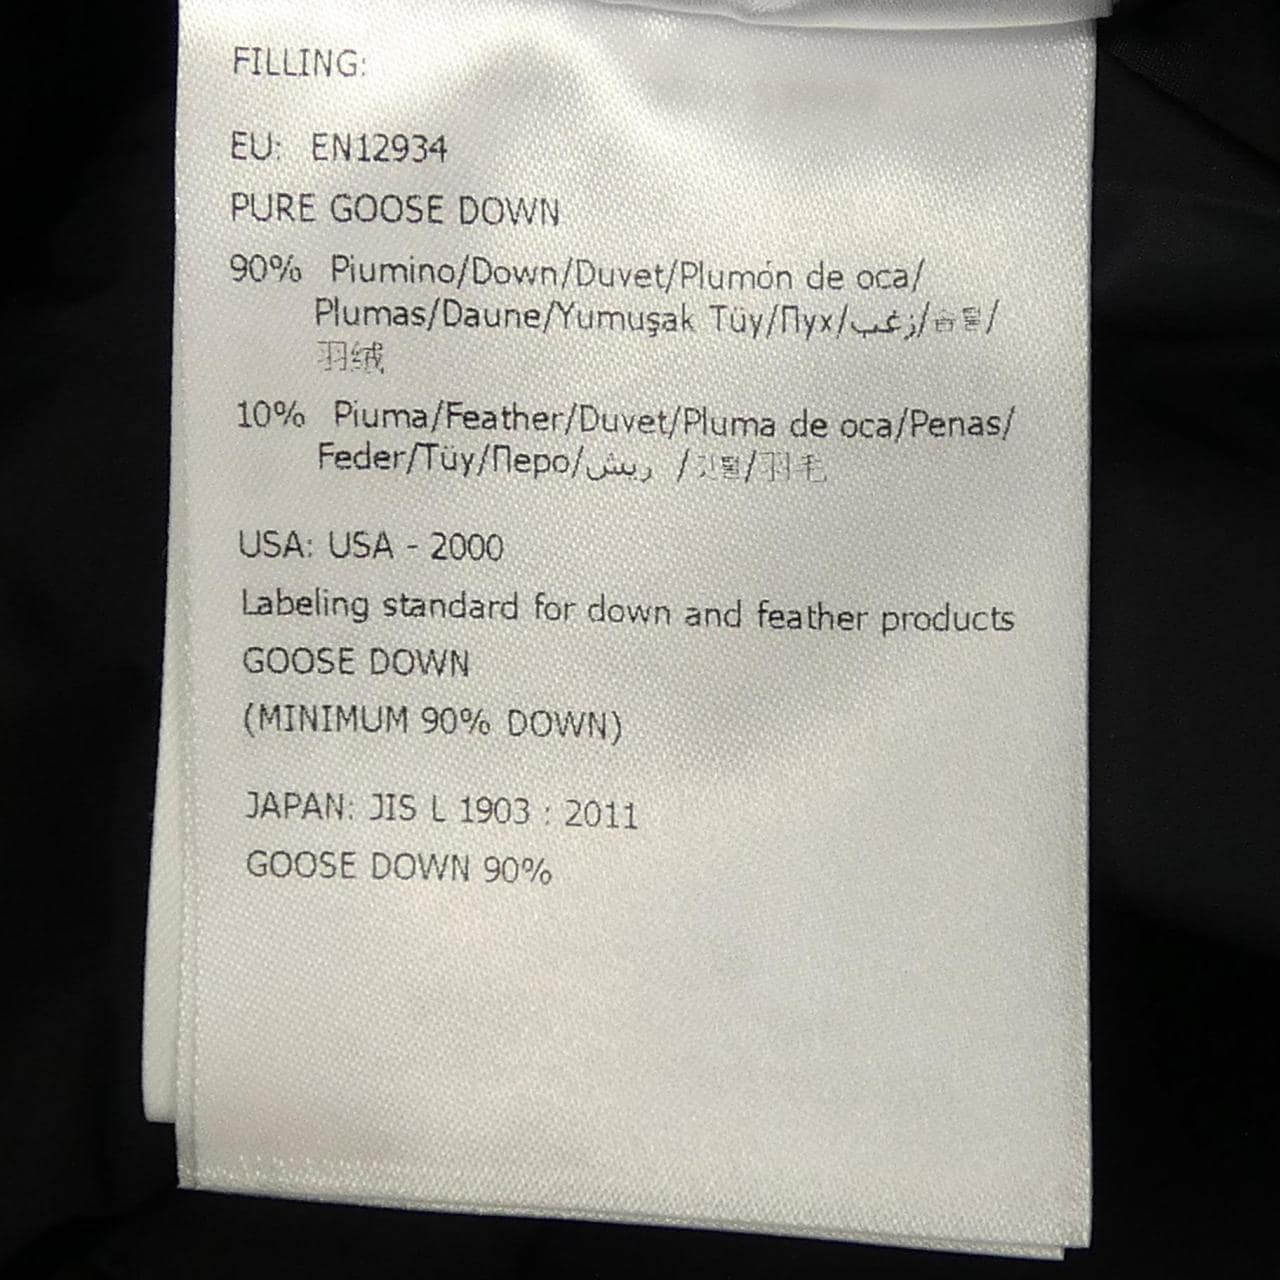 FILLING:
EU: EN12934
PURE GOOSE DOWN
90% Piumino/Down/Duvet/Plumón de oca/
Plumas/Daune/Yumuşak Tüy/Пух/زغب/솜털/
羽绒
10% Piuma/Feather/Duvet/Pluma de oca/Penas/
Feder/Tüy/Перо/ريش /깃털/羽毛
USA: USA - 2000
Labeling standard for down and feather products
GOOSE DOWN
(MINIMUM 90% DOWN)
JAPAN: JIS L 1903 : 2011
GOOSE DOWN 90%